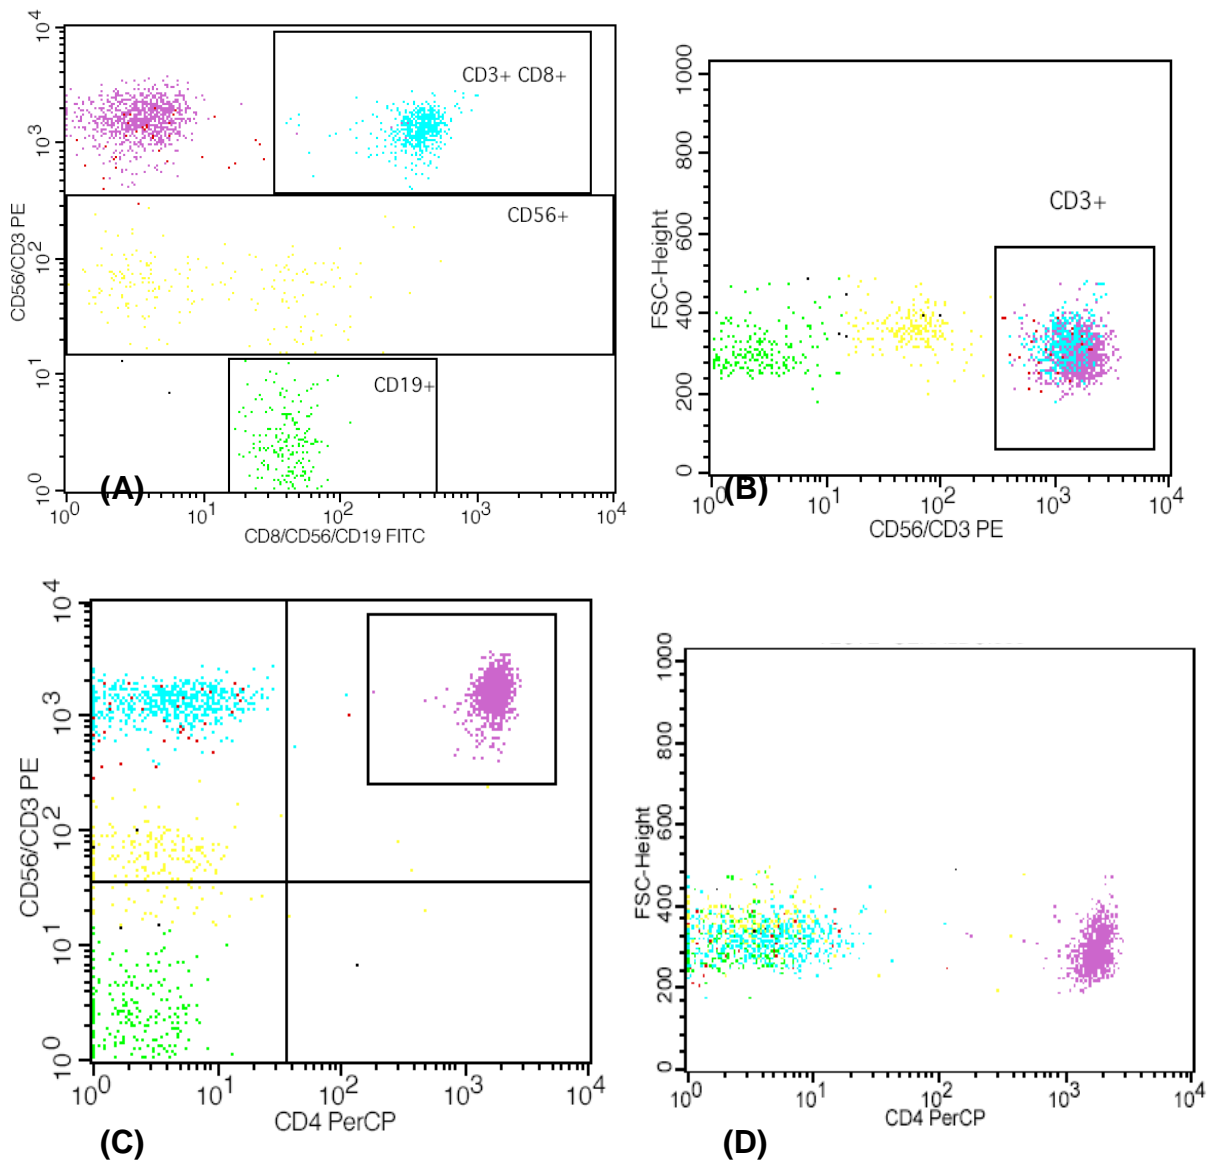 10^4
10^3
10^2
10^1
10^0
CD56/CD3 PE
CD3+ CD8+
CD56+
CD19+
(A)
10^0 10^1 10^2 10^3 10^4
CD8/CD56/CD19 FITC
1000
800
600
400
200
0
FSC-Height
CD3+
(B)
10^0 10^1 10^2 10^3 10^4
CD56/CD3 PE
10^4
10^3
10^2
10^1
10^0
CD56/CD3 PE
10^0 10^1 10^2 10^3 10^4
CD4 PerCP
(C)
1000
800
600
400
200
0
FSC-Height
10^0 10^1 10^2 10^3 10^4
CD4 PerCP
(D)